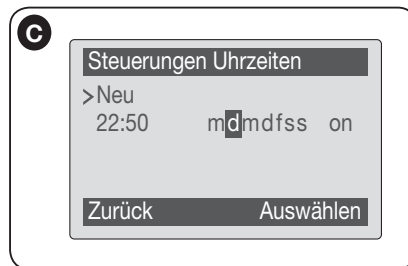 C
Steuerungen Uhrzeiten
>Neu
22:50 mdmdfss on
Zurück Auswählen